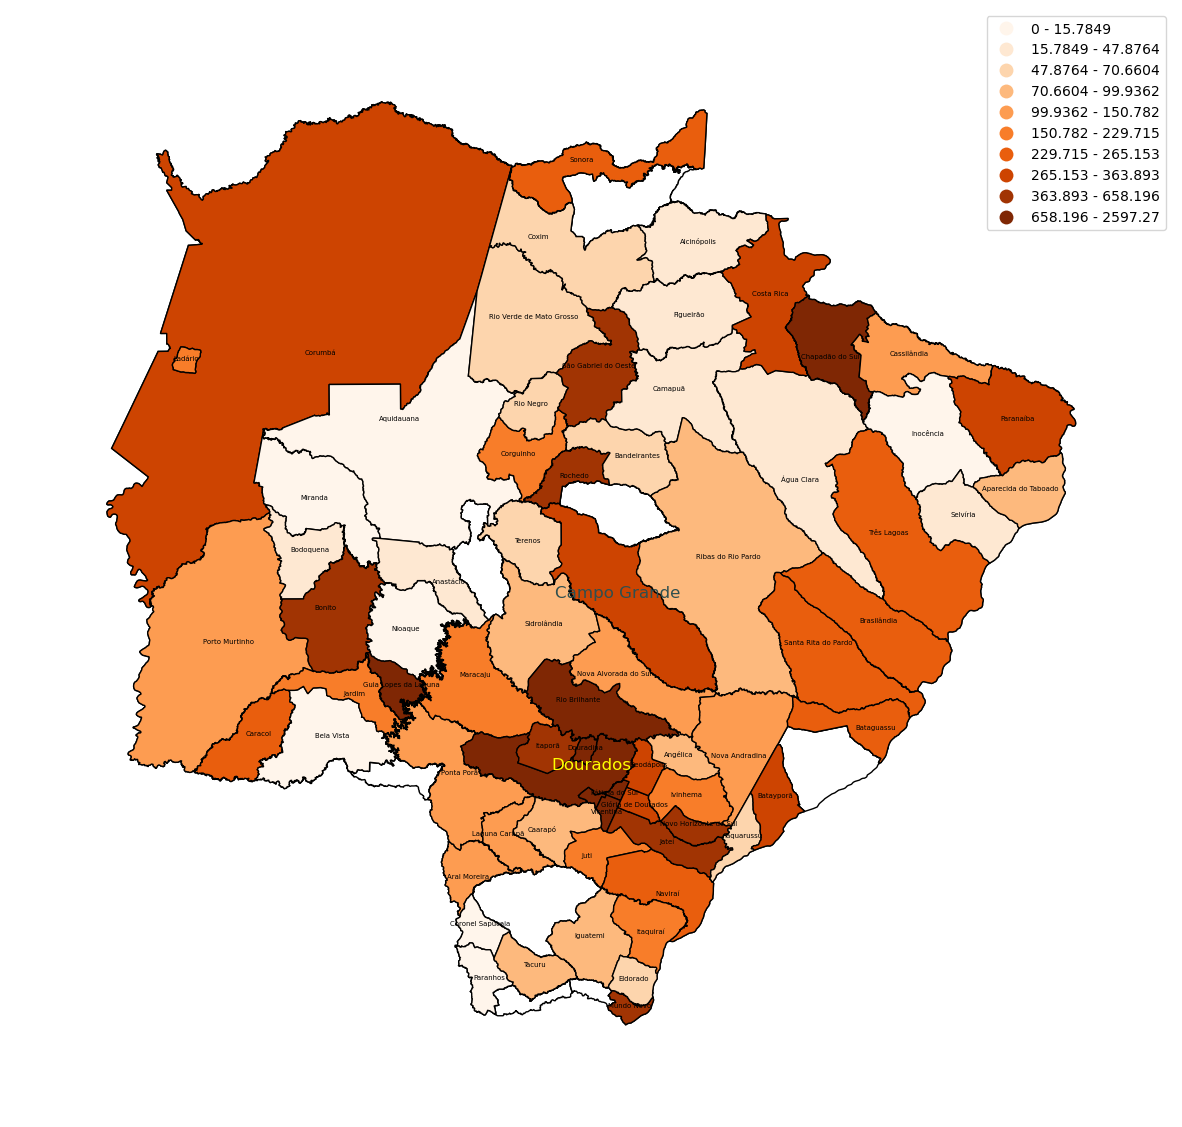 0 - 15.7849
15.7849 - 47.8764
47.8764 - 70.6604
70.6604 - 99.9362
99.9362 - 150.782
150.782 - 229.715
229.715 - 265.153
265.153 - 363.893
363.893 - 658.196
658.196 - 2597.27
Sonora
Coxim
Alcinópolis
Costa Rica
Rio Verde de Mato Grosso
Figueirão
Corumbá
Ladário
Chapadão do Sul
Cassilândia
São Gabriel do Oeste
Camapuã
Rio Negro
Aquidauana
Paranaíba
Inocência
Corguinho
Bandeirantes
Rochedo
Água Clara
Aparecida do Taboado
Miranda
Selvíria
Três Lagoas
Terenos
Bodoquena
Ribas do Rio Pardo
Anastácio
Campo Grande
Bonito
Brasilândia
Sidrolândia
Nioaque
Porto Murtinho
Santa Rita do Pardo
Maracaju
Nova Alvorada do Sul
Guia Lopes da Laguna
Jardim
Rio Brilhante
Bataguassu
Caracol
Bela Vista
Itaporã
Douradina
Angélica
Nova Andradina
Dourados
Deodápolis
Ponta Porã
Fátima do Sul
Ivinhema
Batayporã
Glória de Dourados
Vicentina
Novo Horizonte do Sul
Caarapó
Laguna Carapã
Taquarussu
Jateí
Juti
Aral Moreira
Naviraí
Coronel Sapucaia
Itaquiraí
Iguatemi
Tacuru
Paranhos
Eldorado
Mundo Novo